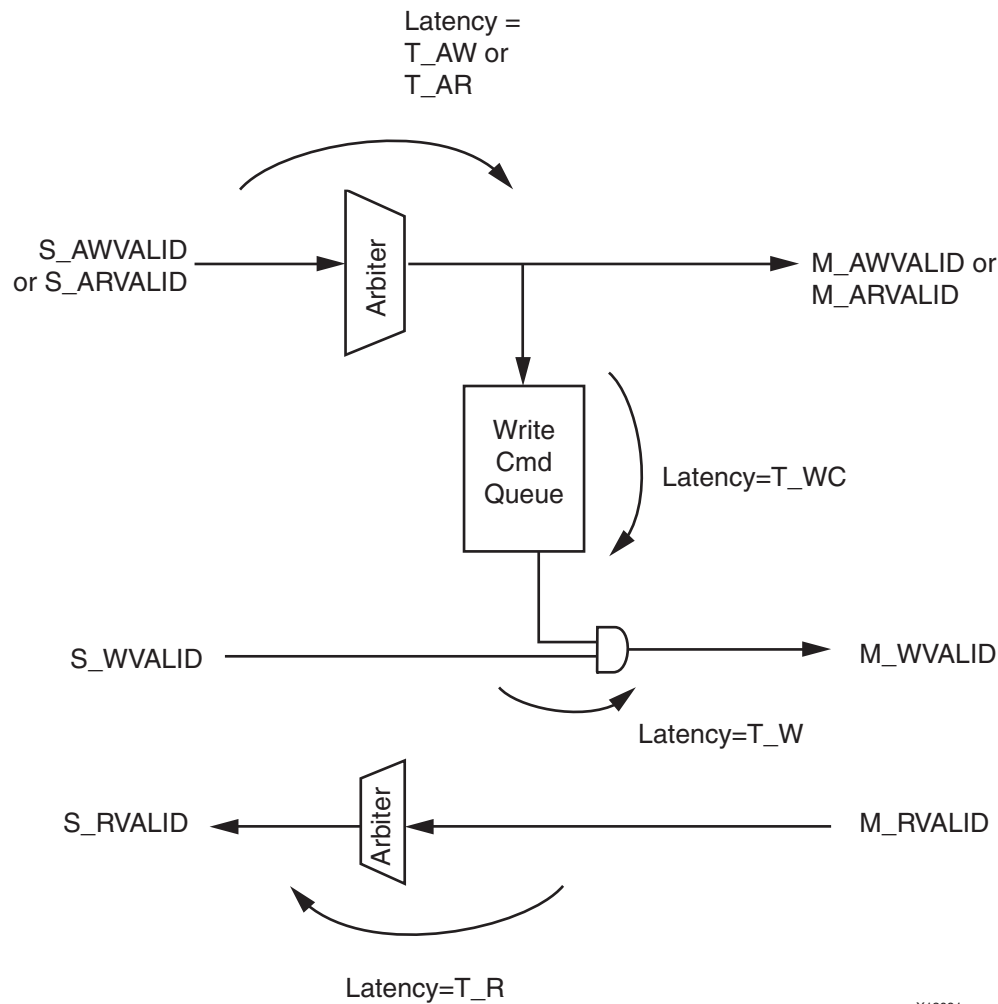 Latency =
T_AW or
T_AR
S_AWVALID
or S_ARVALID
Arbiter
M_AWVALID or
M_ARVALID
Write
Cmd
Queue
Latency=T_WC
S_WVALID
M_WVALID
Latency=T_W
S_RVALID
Arbiter
M_RVALID
Latency=T_R